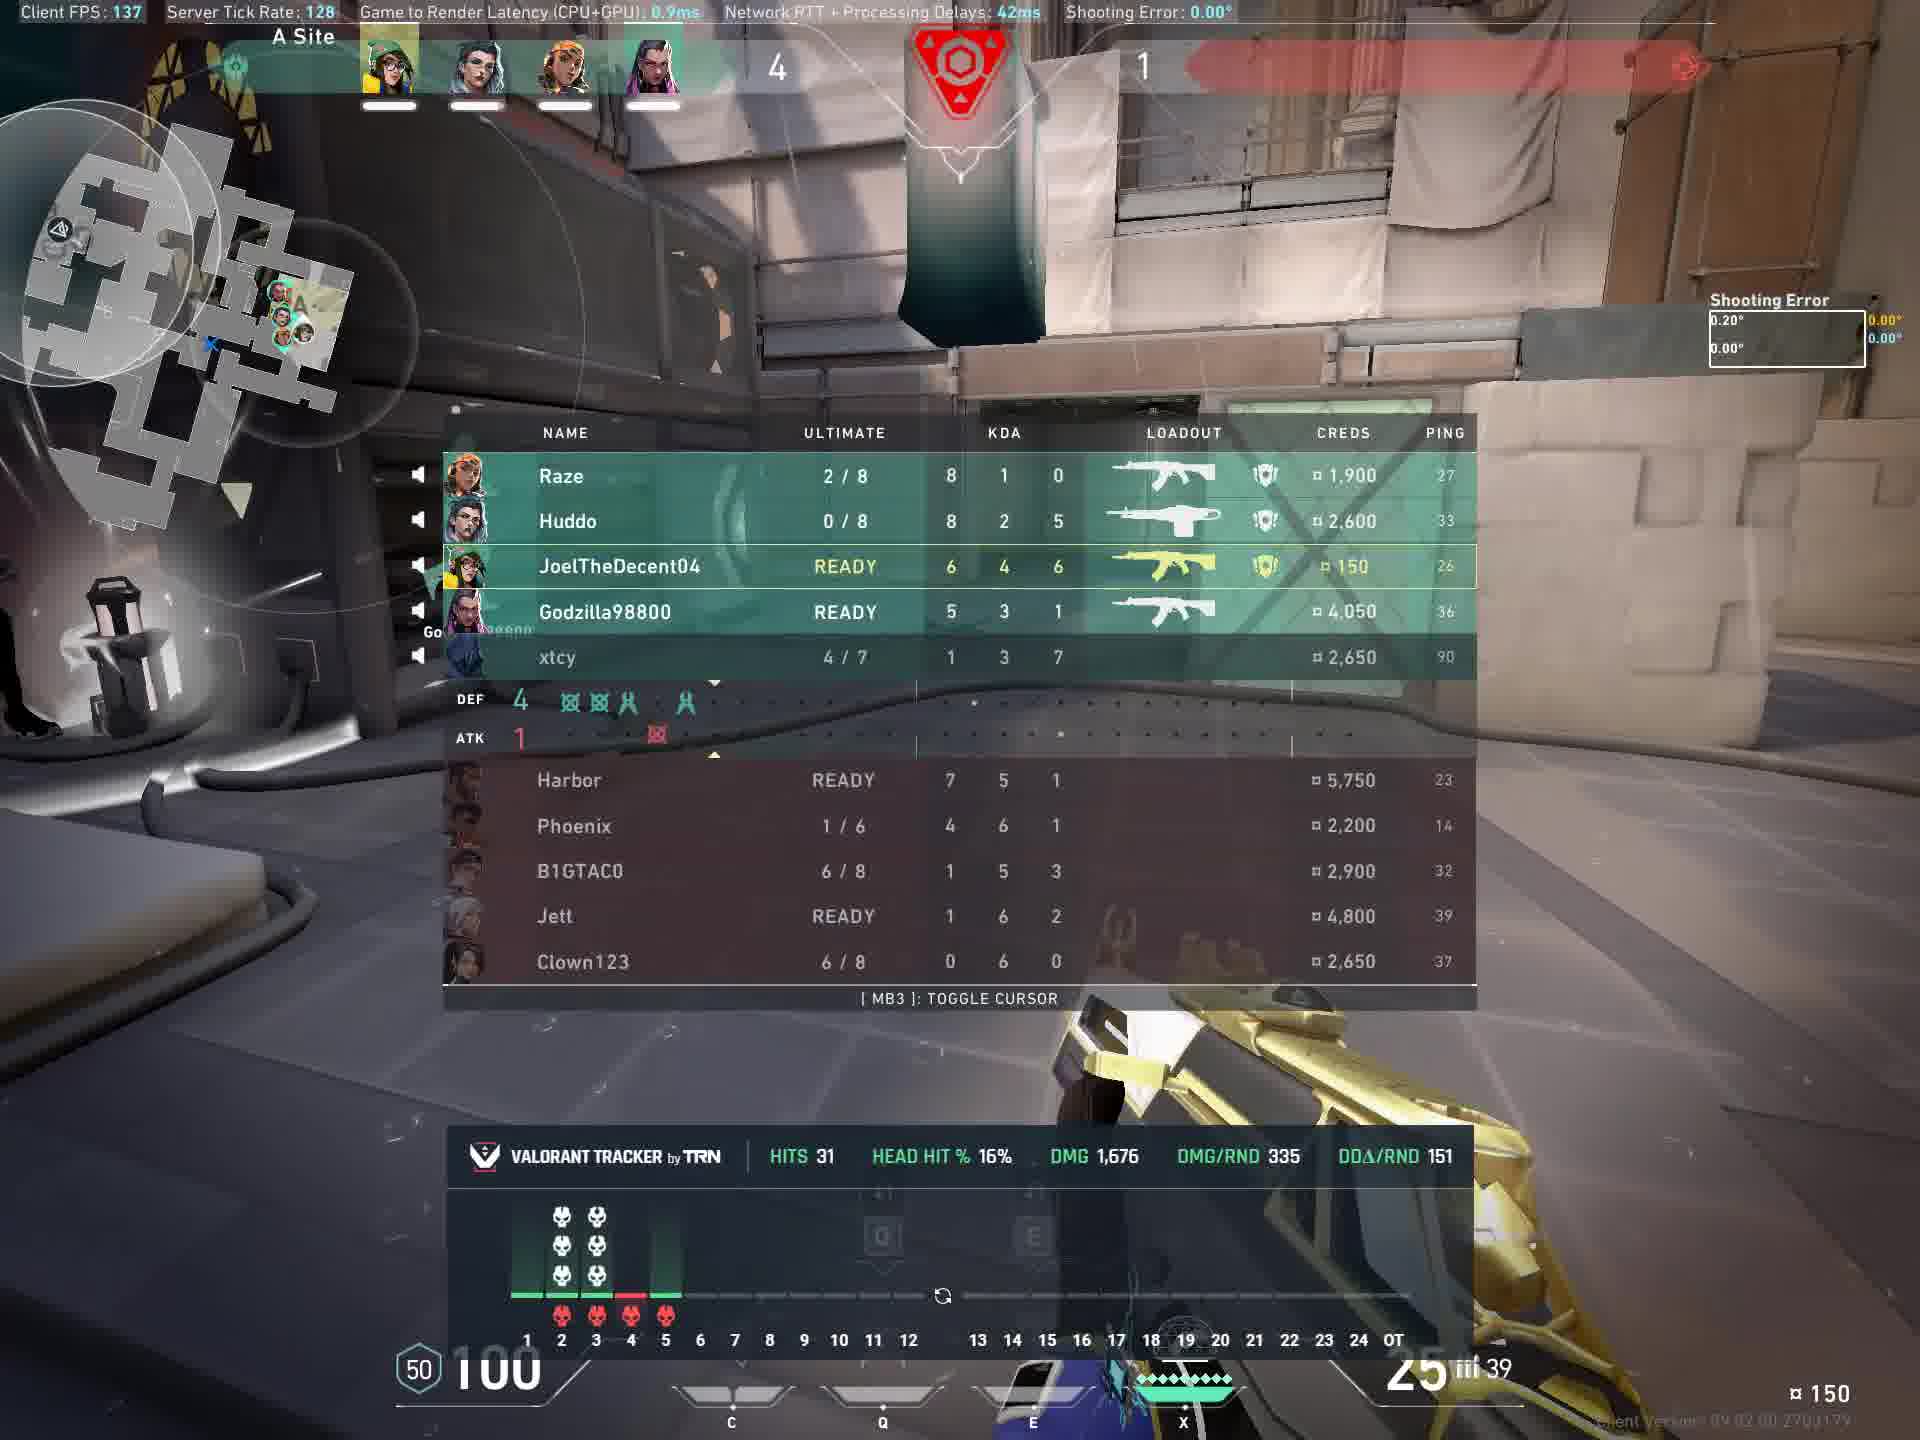 Client FPS: 137 Server Tick Rate: 128 Game to Render Latency (CPU+GPU): 0.9ms Network RTT + Processing Delays: 42ms Shooting Error: 0.00°
A Site
4 1
A
Shooting Error
0.20° 0.00°
0.00° 0.00°
NAME ULTIMATE KDA LOADOUT CREDS PING
Raze 2 / 8 8 1 0 ¤ 1,900 27
Huddo 0 / 8 8 2 5 ¤ 2,600 33
JoelTheDecent04 READY 6 4 6 ¤ 150 26
Godzilla98800 READY 5 3 1 ¤ 4,050 36
xtcy 4 / 7 1 3 7 ¤ 2,650 90
DEF 4
ATK 1
Harbor READY 7 5 1 ¤ 5,750 23
Phoenix 1 / 6 4 6 1 ¤ 2,200 14
B1GTAC0 6 / 8 1 5 3 ¤ 2,900 32
Jett READY 1 6 2 ¤ 4,800 39
Clown123 6 / 8 0 6 0 ¤ 2,650 37
[ MB3 ]: TOGGLE CURSOR
VALORANT TRACKER by TRN HITS 31 HEAD HIT % 16% DMG 1,676 DMG/RND 335 DDΔ/RND 151
Q E
1 2 3 4 5 6 7 8 9 10 11 12 13 14 15 16 17 18 19 20 21 22 23 24 OT
50 100 25 39
C Q E X
¤ 150